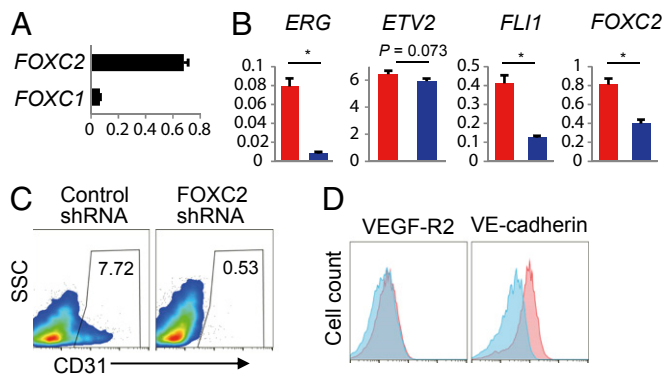 A
FOXC2
FOXC1
0 0.2 0.4 0.6 0.8
B
ERG ETV2 FLI1 FOXC2
* P = 0.073 * *
0.1 0.08 0.06 0.04 0.02 0
6 4 2 0
0.5 0.4 0.3 0.2 0.1 0
1 0.8 0.6 0.4 0.2 0
C
Control shRNA
FOXC2 shRNA
7.72 0.53
SSC
CD31
D
VEGF-R2 VE-cadherin
Cell count